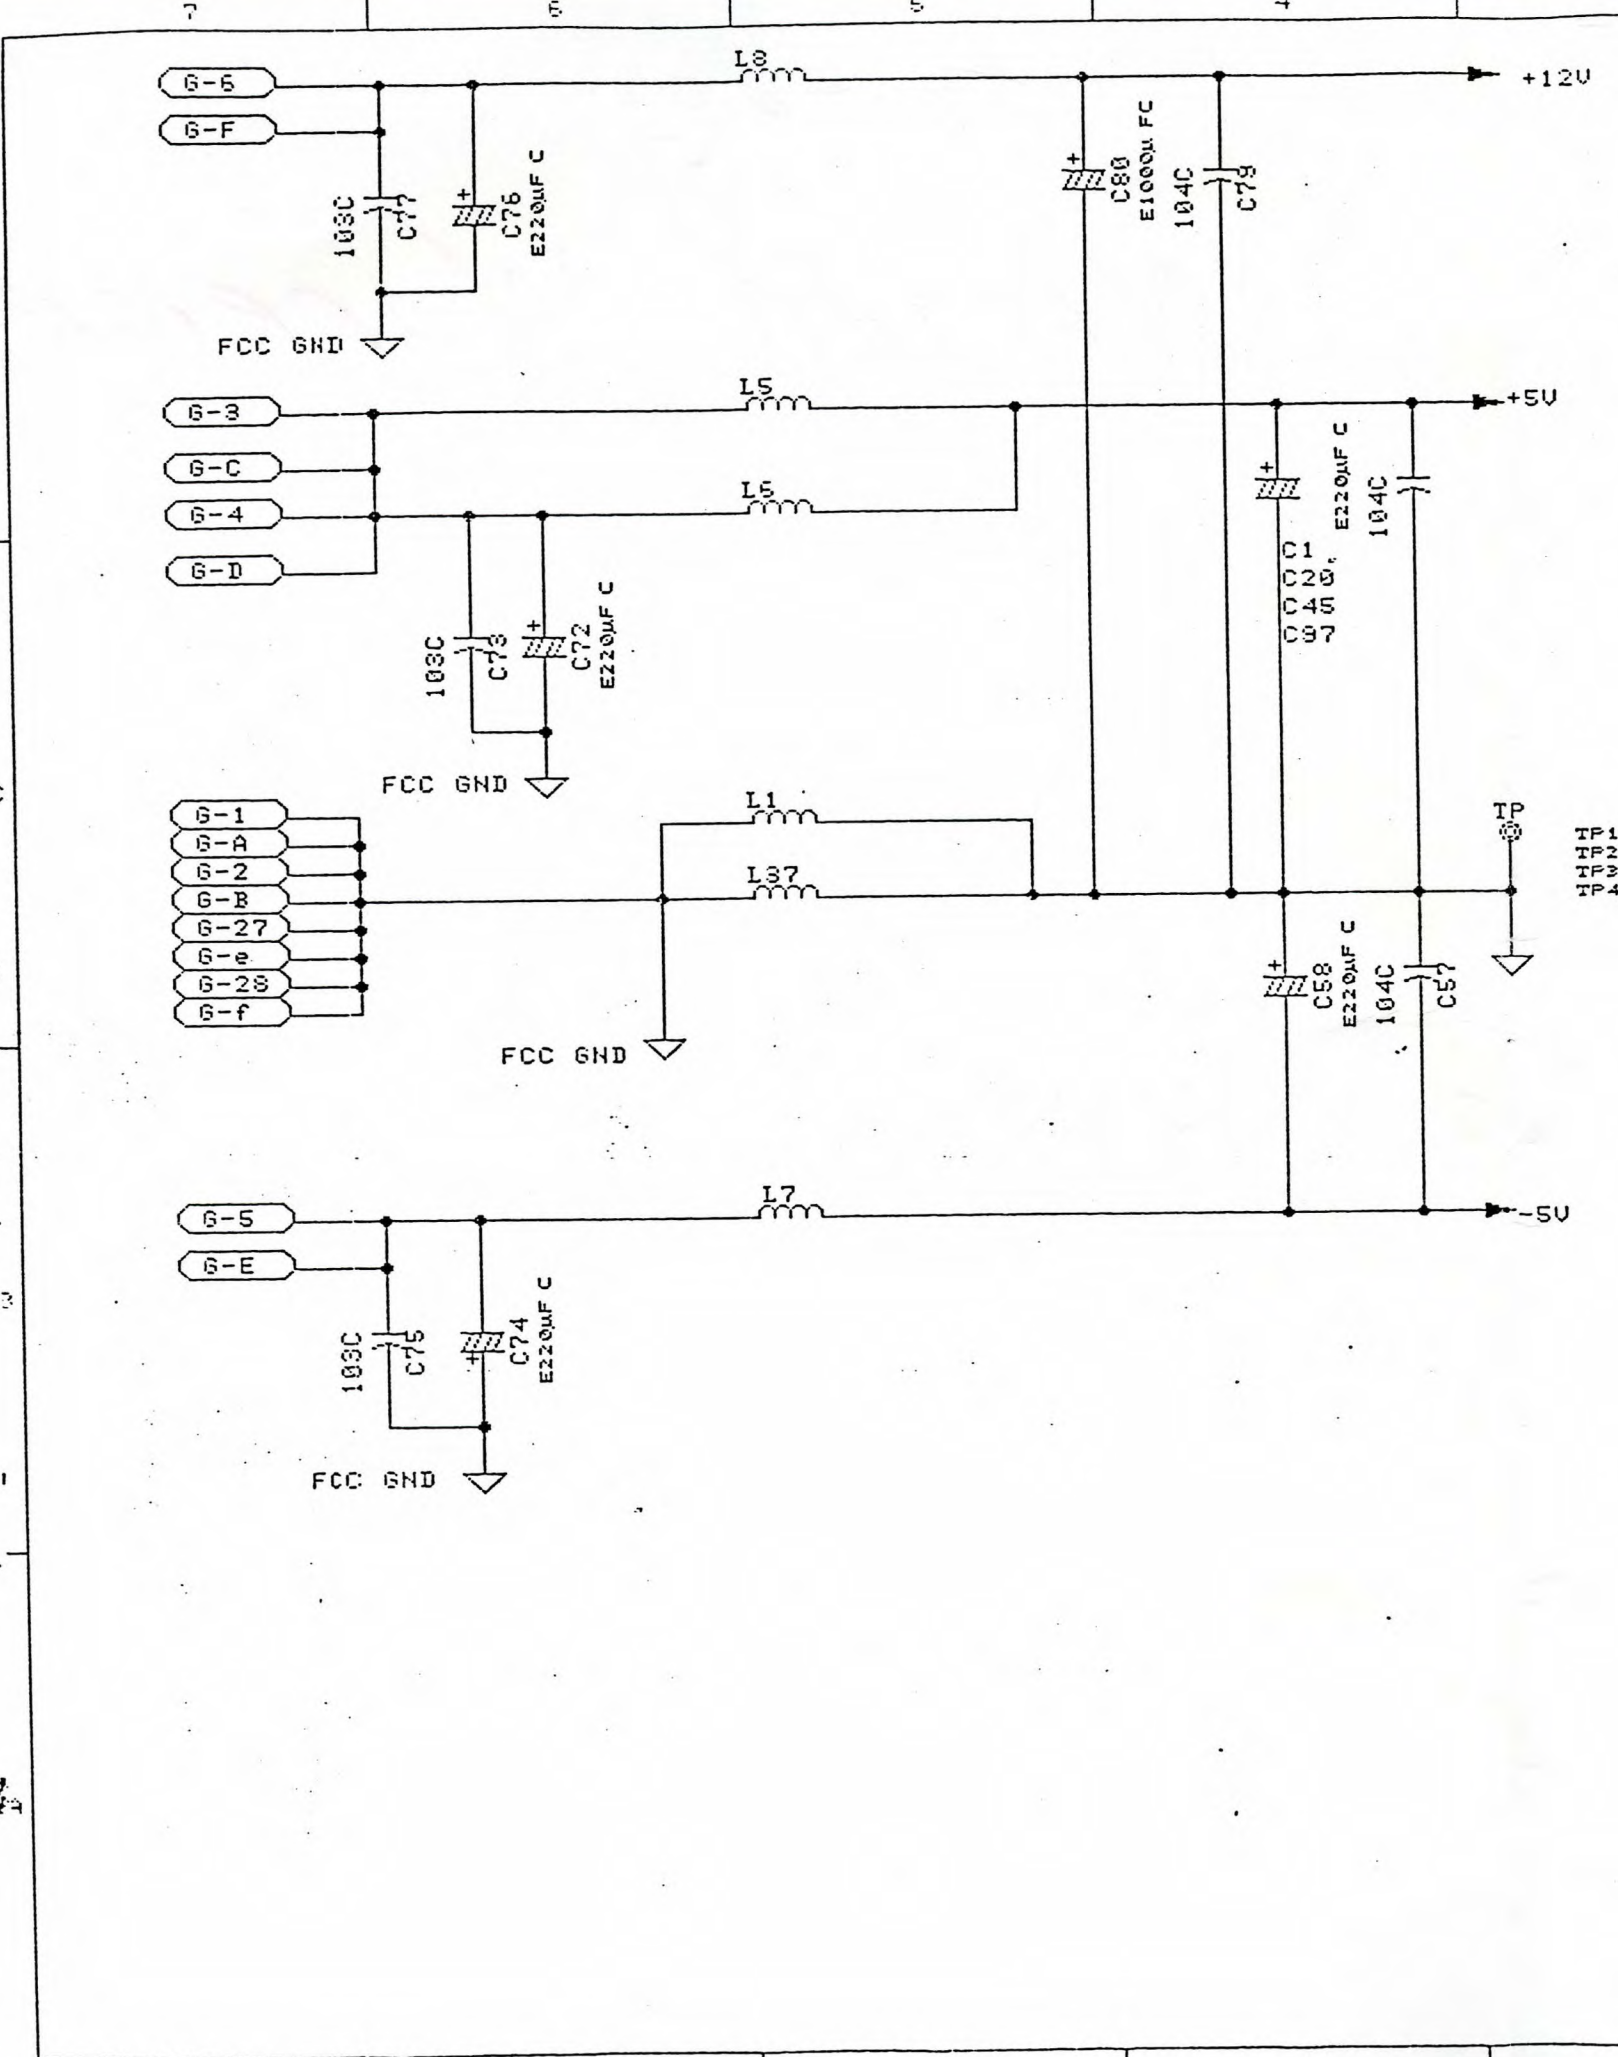 7 6 5 4
L8
G-6
+12V
G-F
103C
C77
C76
E220µF C
C80
E1000µ FC
104C
C79
FCC GND
L5
G-3
+5V
G-C
L6
G-4
G-D
E220µF C
104C
C1
C20,
C45
C97
103C
C73
C72
E220µF C
FCC GND
G-1
L1
TP
TP1
G-A
TP2
G-2
L37
TP3
G-B
TP4
G-27
G-e
G-28
G-f
C58
E220µF C
104C
C57
FCC GND
L7
G-5
-5V
G-E
103C
C75
C74
E220µF C
FCC GND